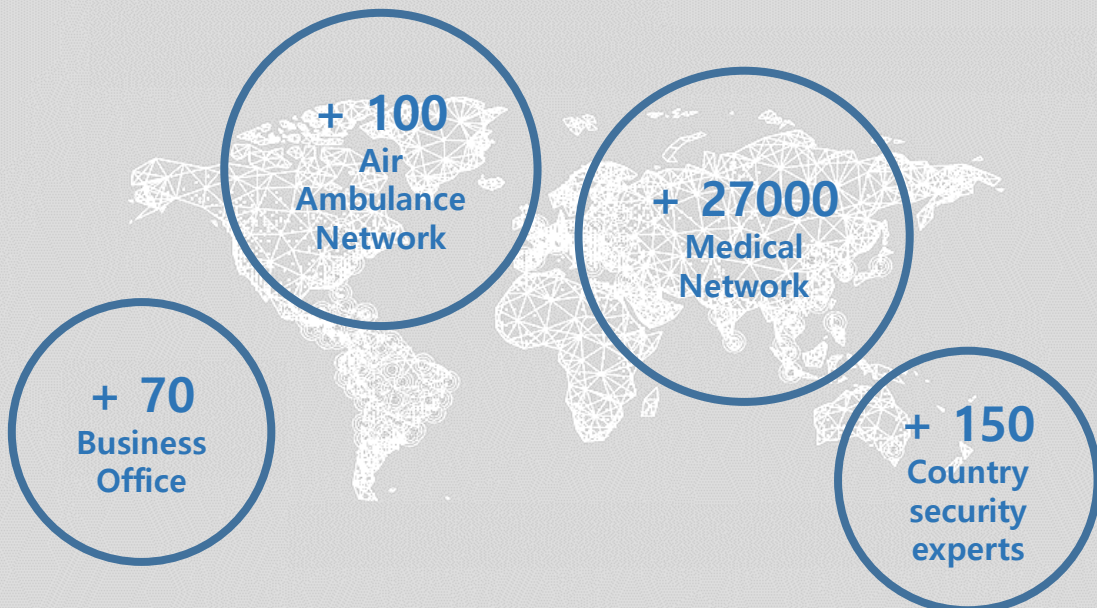 + 100
Air
Ambulance
Network
+ 27000
Medical
Network
+ 70
Business
Office
+ 150
Country
security
experts